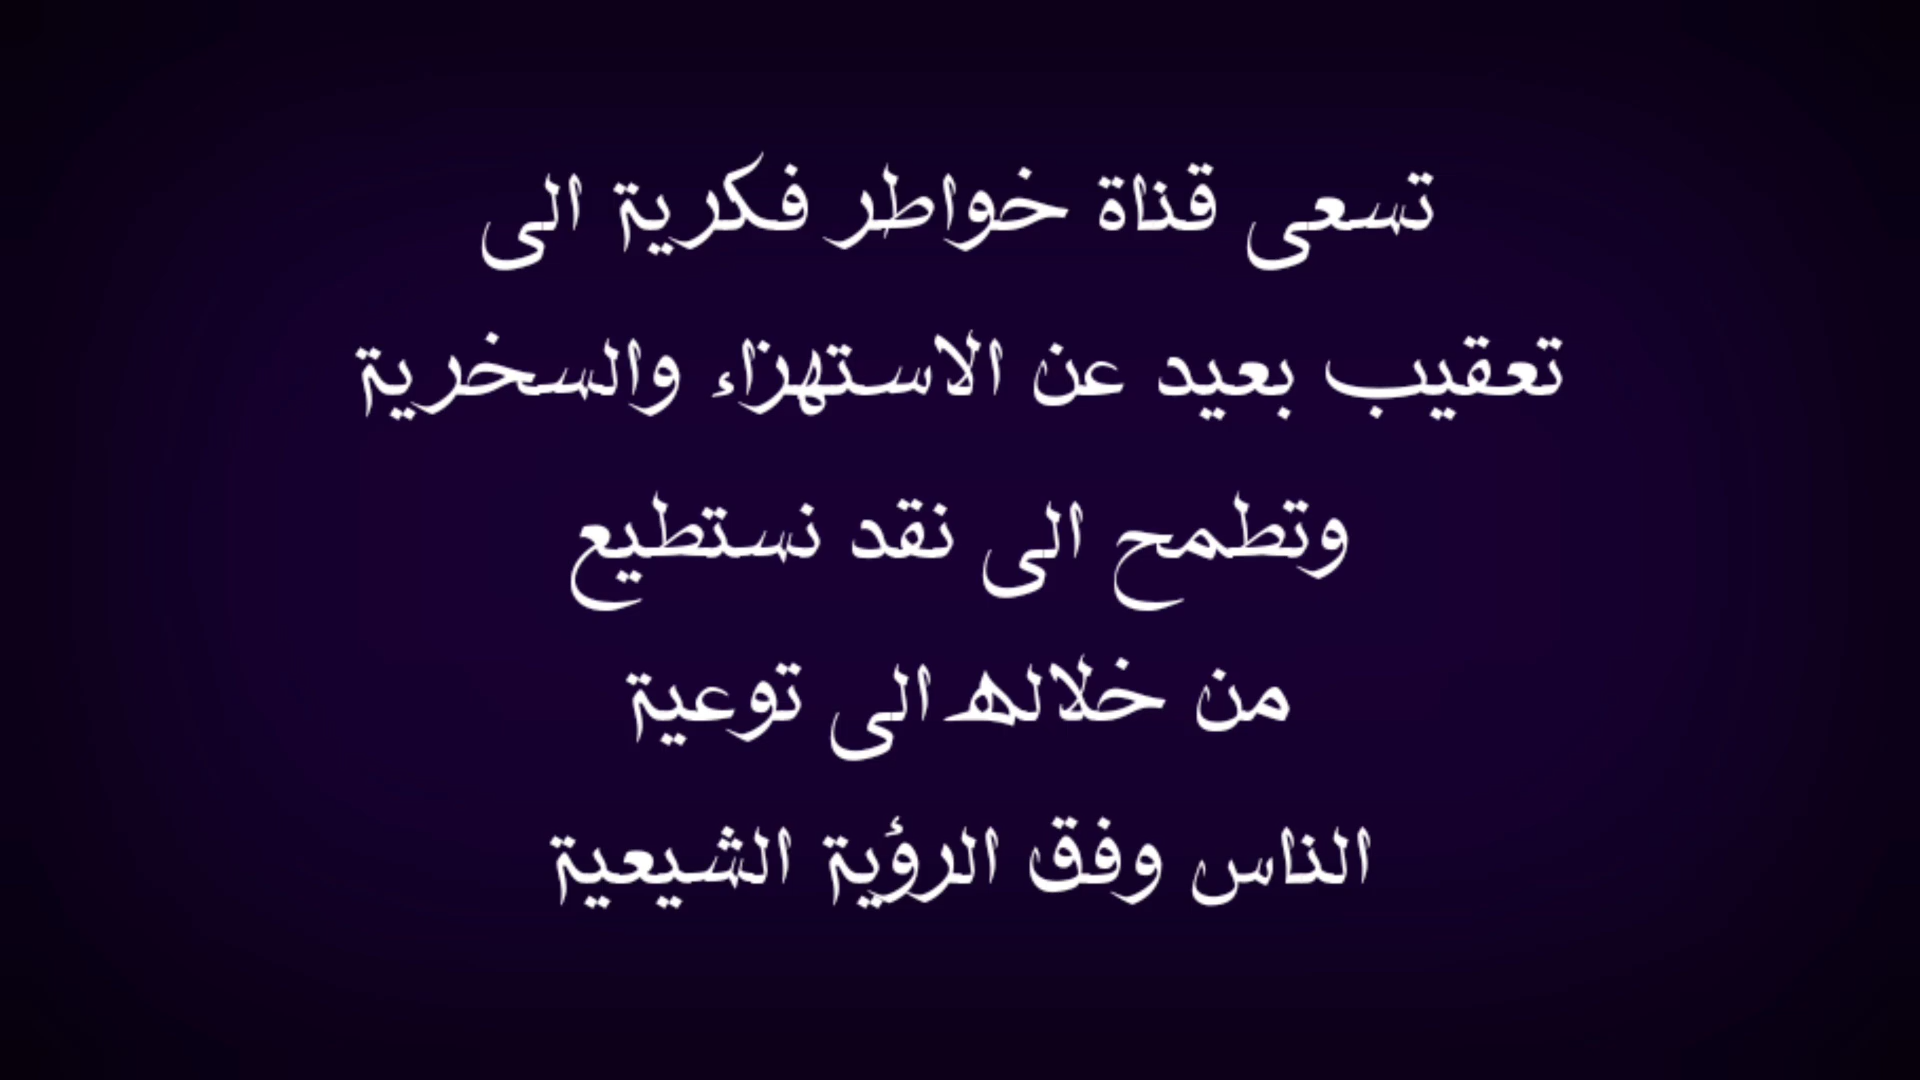 تسعى قناة خواطر فكرية الى
تعقيب بعيد عن الاستهزاء والسخرية
وتطمح الى نقد نستطيع
من خلاله الى توعية
الناس وفق الرؤية الشيعية